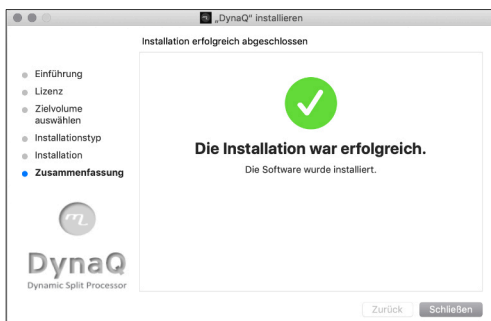 „DynaQ“ installieren
Installation erfolgreich abgeschlossen
Einführung
Lizenz
Zielvolume
auswählen
Installationstyp
Installation
Zusammenfassung
Die Installation war erfolgreich.
Die Software wurde installiert.
DynaQ
Dynamic Split Processor
Zurück
Schließen